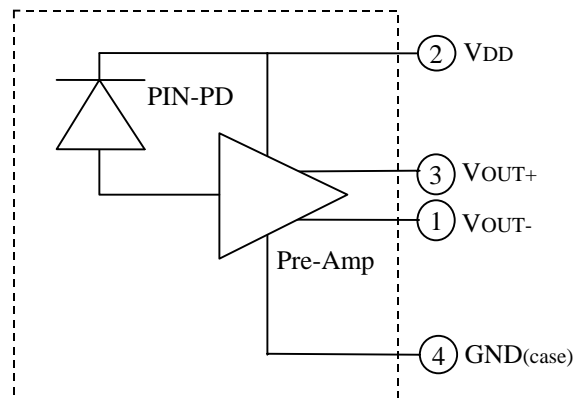 2 VDD
PIN-PD
3 VOUT+
1 VOUT-
Pre-Amp
4 GND(case)